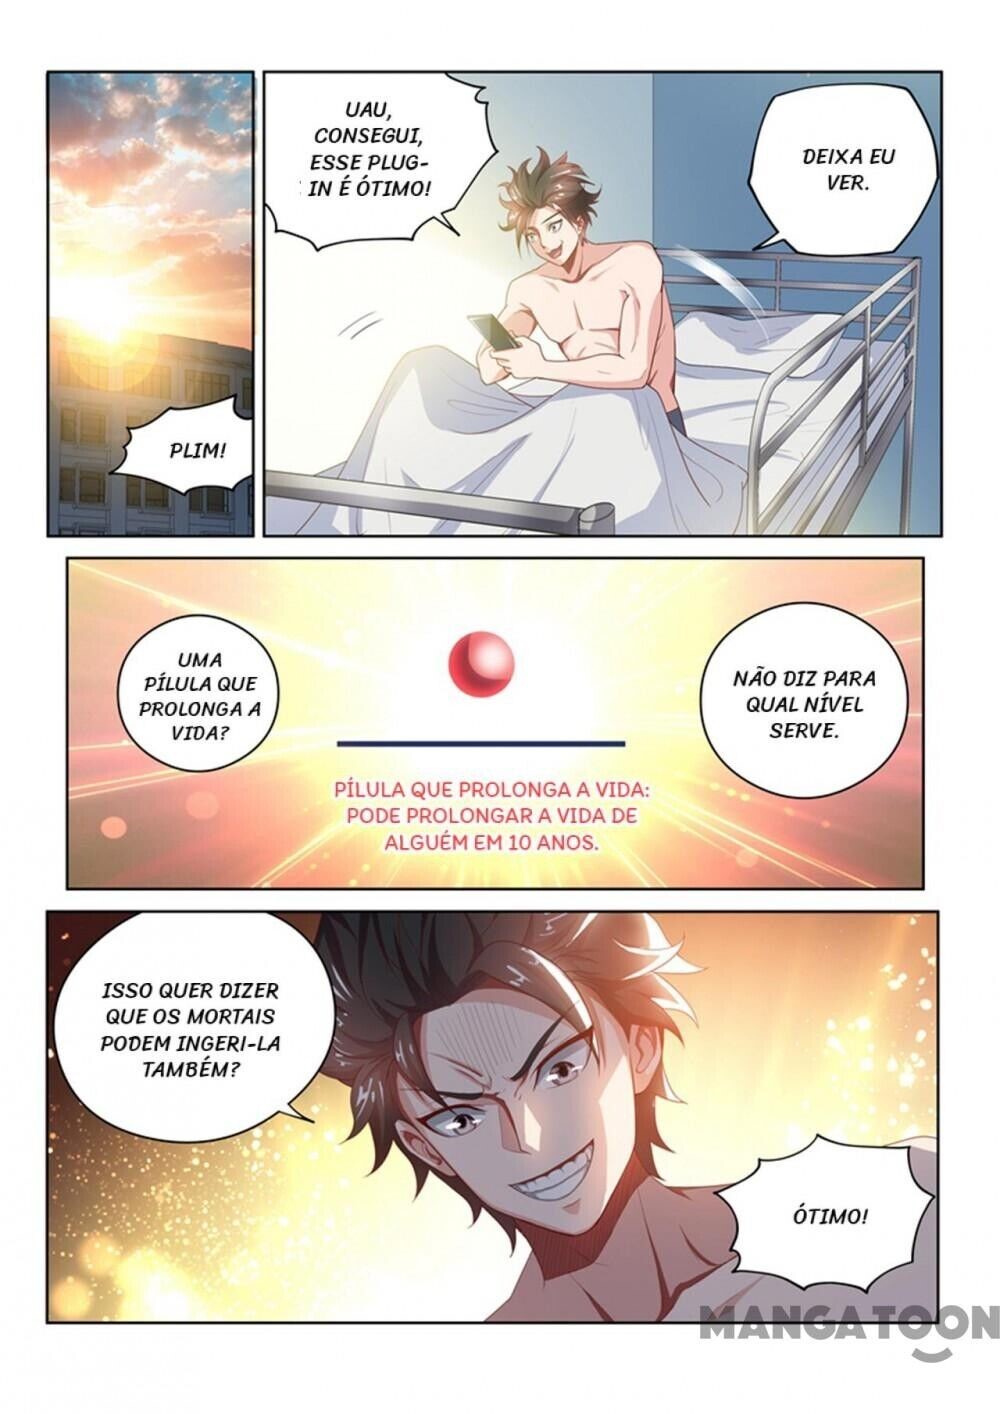 PLIM!
UAU,
CONSEGUI,
ESSE PLUG-
IN É ÓTIMO!
DEIXA EU
VER.
UMA
PÍLULA QUE
PROLONGA A
VIDA?
NÃO DIZ PARA
QUAL NÍVEL
SERVE.
PÍLULA QUE PROLONGA A VIDA:
PODE PROLONGAR A VIDA DE
ALGUÉM EM 10 ANOS.
ISSO QUER DIZER
QUE OS MORTAIS
PODEM INGERI-LA
TAMBÉM?
ÓTIMO!
MANGATOON